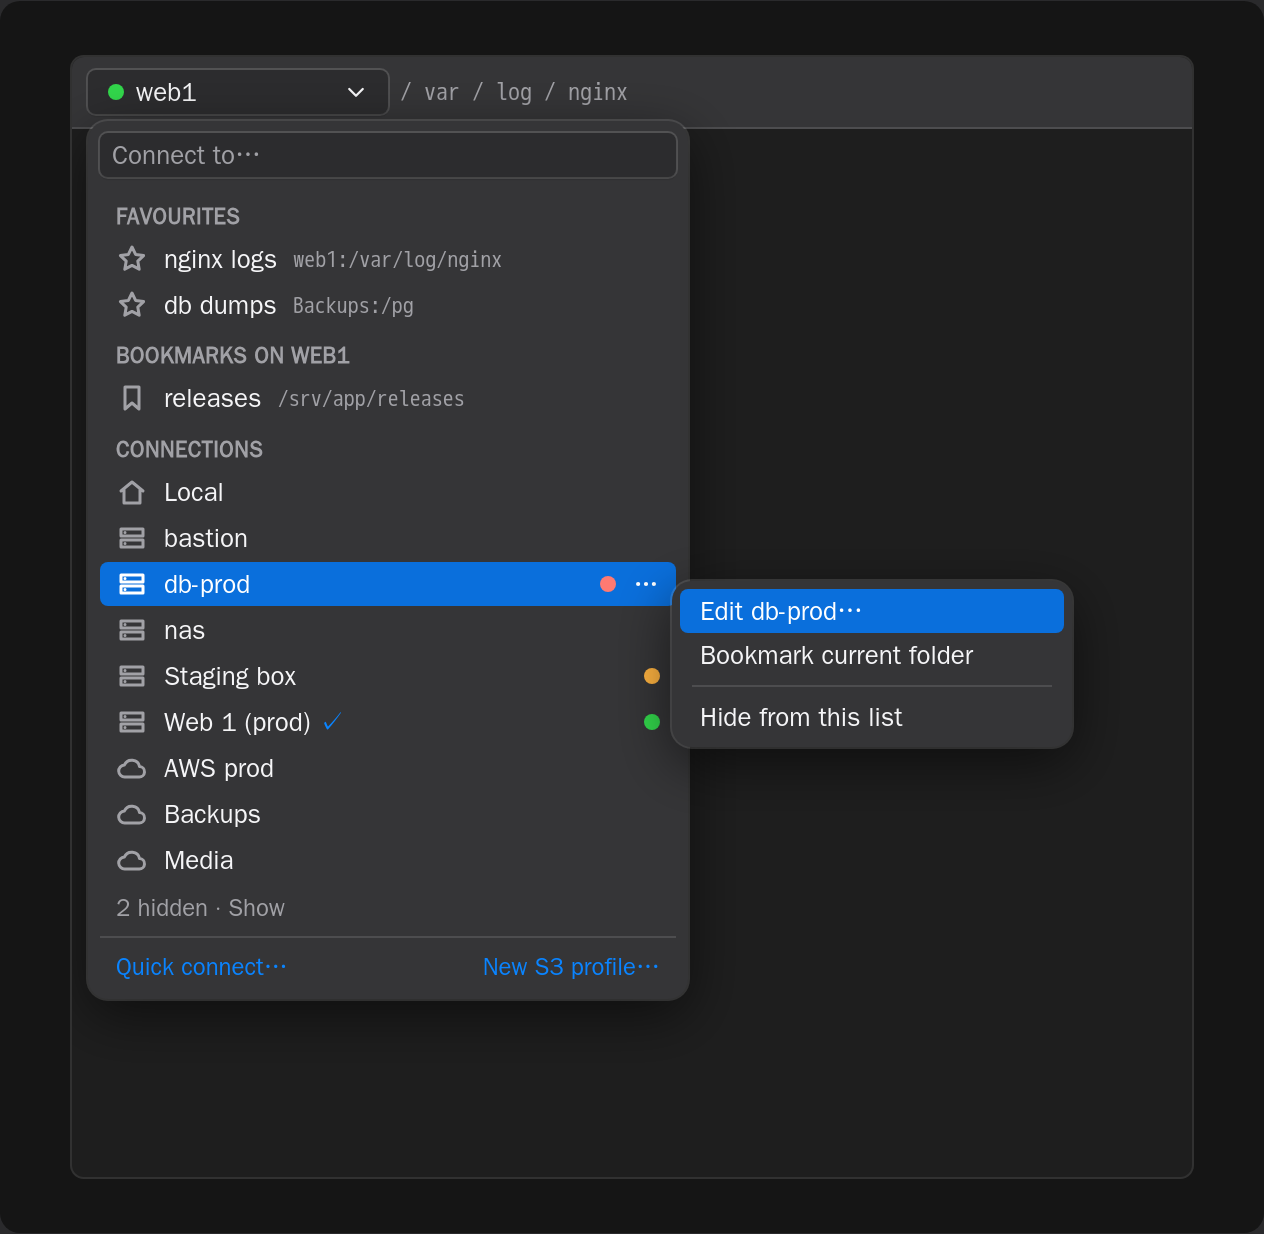 web1 / var / log / nginx
Connect to…
FAVOURITES
nginx logs web1:/var/log/nginx
db dumps Backups:/pg
BOOKMARKS ON WEB1
releases /srv/app/releases
CONNECTIONS
Local
bastion
db-prod …
nas
Staging box
Web 1 (prod) ✓
AWS prod
Backups
Media
2 hidden · Show
Quick connect… New S3 profile…
Edit db-prod…
Bookmark current folder
Hide from this list